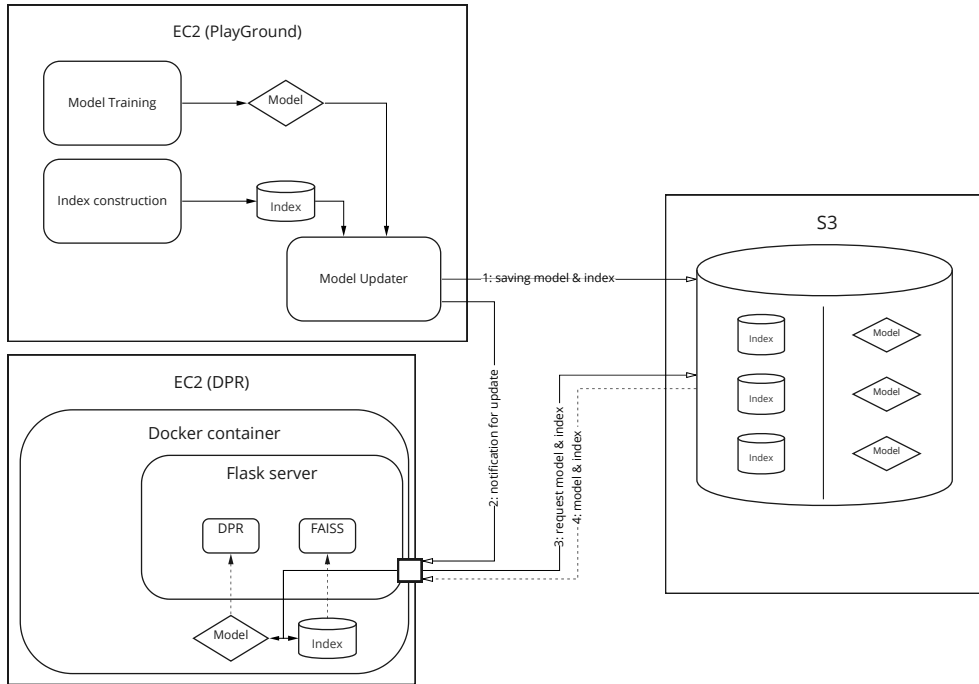 EC2 (PlayGround)
Model Training
Model
Index construction
Index
Model Updater
1: saving model & index
2: notification for update
3: request model & index
4: model & index
S3
Index
Model
Index
Model
Index
Model
EC2 (DPR)
Docker container
Flask server
DPR
FAISS
Model
Index